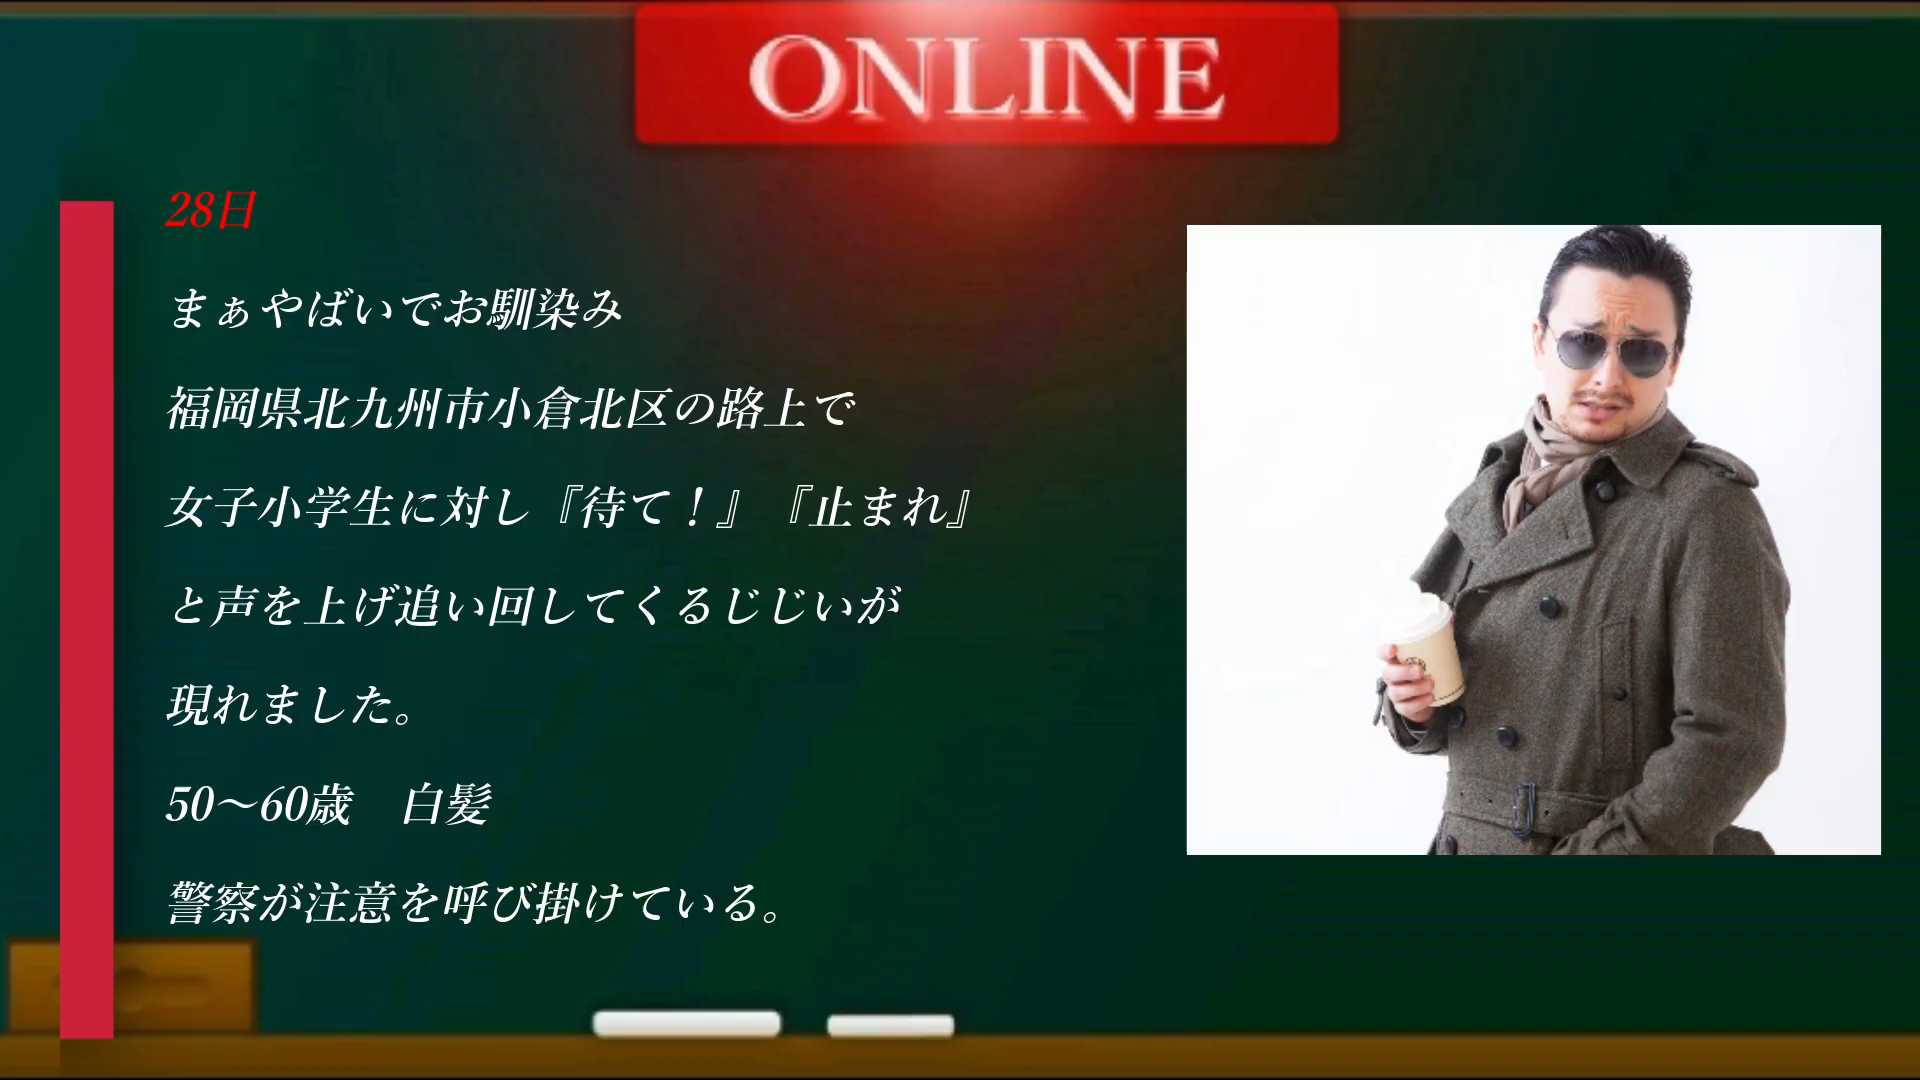 ONLINE
28日
まぁやばいでお馴染み
福岡県北九州市小倉北区の路上で
女子小学生に対し『待て！』『止まれ』
と声を上げ追い回してくるじじいが
現れました。
50〜60歳　白髪
警察が注意を呼び掛けている。